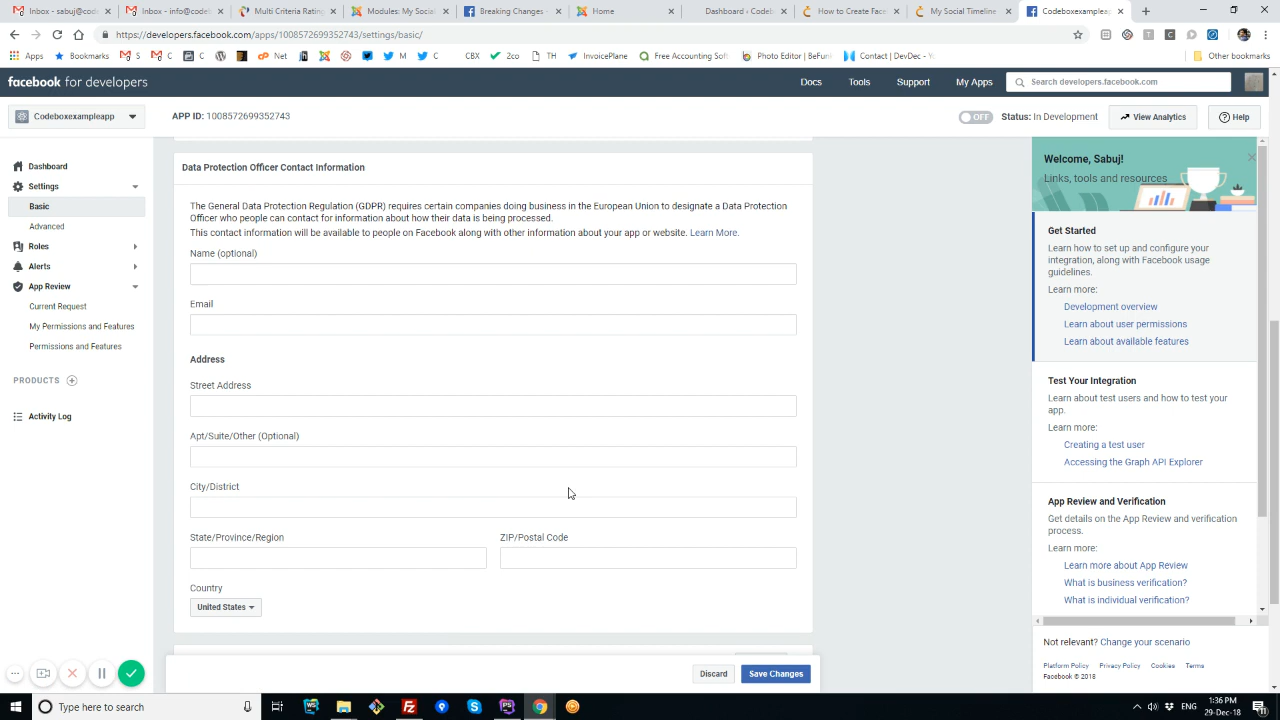 Inbox - sabuj@codeb
Inbox - info@codeb
Multi Criteria Rating
Modules: My Social
Breaking Changes -
Home
Dashboard ‹ Codeb
How to Create Face
My Social Timeline
Codeboxexampleap
https://developers.facebook.com/apps/1008572699352743/settings/basic/
Apps
Bookmarks
S
C
C
Net
M
C
CBX
Zco
TH
InvoicePlane
Free Accounting Soft
Photo Editor | BeFun
Contact | DevDec - Yo
Other bookmarks
facebook for developers
Docs
Tools
Support
My Apps
Search developers.facebook.com
Codeboxexampleapp
APP ID: 1008572699352743
OFF
Status: In Development
View Analytics
Help
Dashboard
Settings
Basic
Advanced
Roles
Alerts
App Review
Current Request
My Permissions and Features
Permissions and Features
PRODUCTS
Activity Log
Data Protection Officer Contact Information
The General Data Protection Regulations (GDPR) requires certain companies doing business in the European Union to designate a Data Protection
Officer who people can contact for information about how their data is being processed.
This contact information will be available to people on Facebook along with other information about your app or website. Learn More.
Name (optional)
Email
Address
Street Address
Apt/Suite/Other (Optional)
City/District
State/Province/Region
ZIP/Postal Code
Country
United States
Discard
Save Changes
Welcome, Sabuj!
Links, tools and resources
Get Started
Learn how to set up and configure your
integration, along with Facebook usage
guidelines.
Learn more:
Development overview
Learn about user permissions
Learn about available features
Test Your Integration
Learn about test users and how to test your
app.
Learn more:
Creating a test user
Accessing the Graph API Explorer
App Review and Verification
Get details on the App Review and verification
process.
Learn more:
Learn more about App Review
What is business verification?
What is individual verification?
Not relevant? Change your scenario
Platform Policy
Privacy Policy
Cookies
Terms
Facebook © 2018
Type here to search
ENG
1:36 PM
29-Dec-18